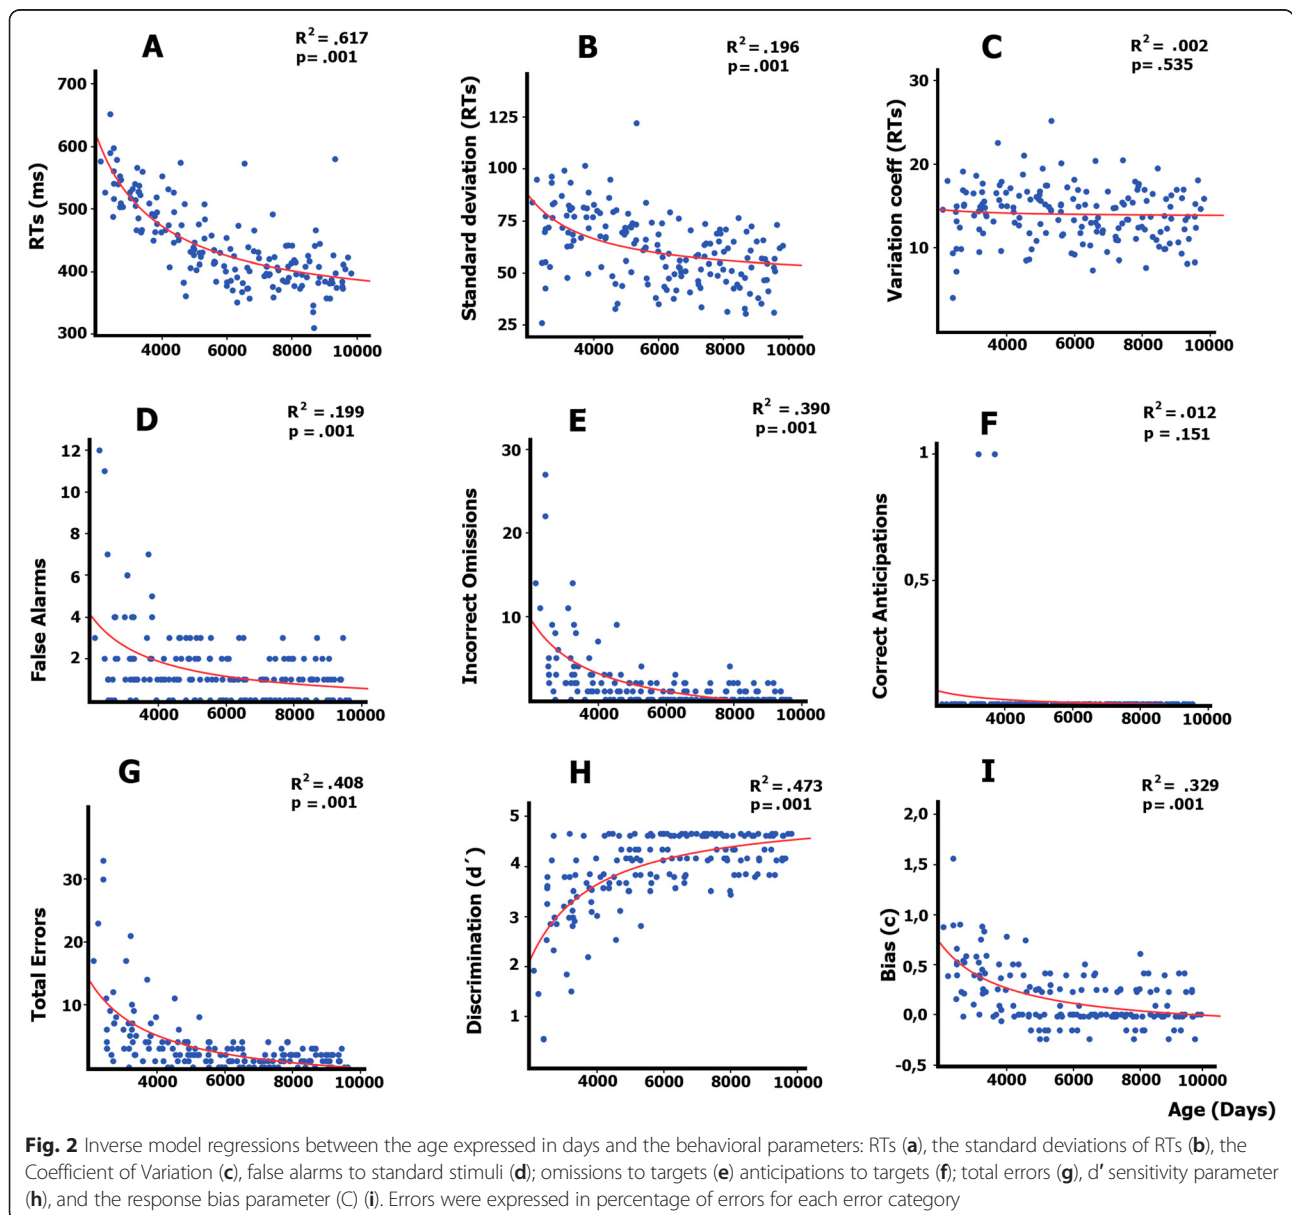 A
R² = .617
p = .001
700
600
500
400
300
RTs (ms)
4000 6000 8000 10000
B
R² = .196
p = .001
125
100
75
50
25
Standard deviation (RTs)
4000 6000 8000 10000
C
R² = .002
p = .535
30
20
10
Variation coeff (RTs)
4000 6000 8000 10000
D
R² = .199
p = .001
12
10
8
6
4
2
False Alarms
4000 6000 8000 10000
E
R² = .390
p = .001
30
20
10
Incorrect Omissions
4000 6000 8000 10000
F
R² = .012
p = .151
1
0,5
Correct Anticipations
4000 6000 8000 10000
G
R² = .408
p = .001
30
20
10
Total Errors
4000 6000 8000 10000
H
R² = .473
p = .001
5
4
3
2
1
Discrimination (d´)
4000 6000 8000 10000
I
R² = .329
p = .001
2,0
1,5
1,0
0,5
0,0
-0,5
Bias (c)
4000 6000 8000 10000
Age (Days)
Fig. 2 Inverse model regressions between the age expressed in days and the behavioral parameters: RTs (a), the standard deviations of RTs (b), the
Coefficient of Variation (c), false alarms to standard stimuli (d); omissions to targets (e) anticipations to targets (f); total errors (g), d′ sensitivity parameter
(h), and the response bias parameter (C) (i). Errors were expressed in percentage of errors for each error category